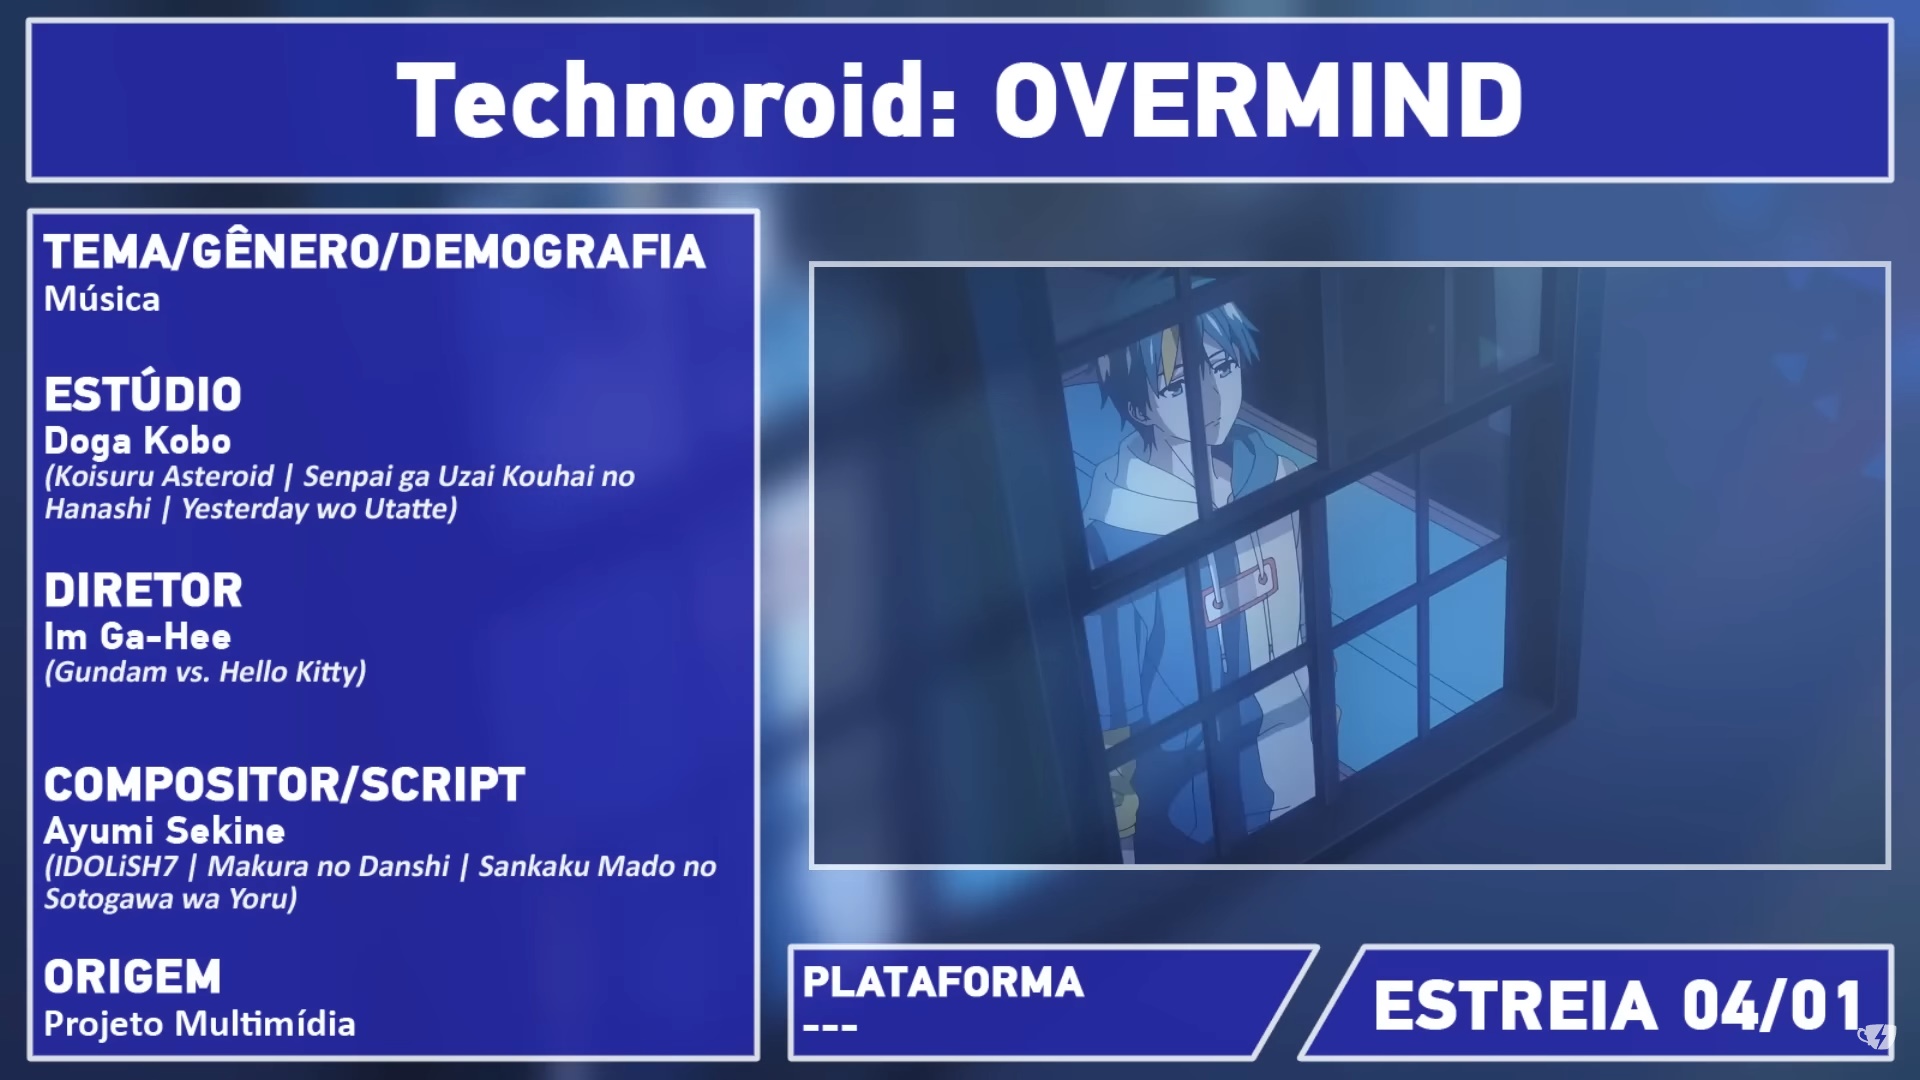 Technoroid: OVERMIND
TEMA/GÊNERO/DEMOGRAFIA
Música
ESTÚDIO
Doga Kobo
(Koisuru Asteroid | Senpai ga Uzai Kouhai no
Hanashi | Yesterday wo Utatte)
DIRETOR
Im Ga-Hee
(Gundam vs. Hello Kitty)
COMPOSITOR/SCRIPT
Ayumi Sekine
(IDOLiSH7 | Makura no Danshi | Sankaku Mado no
Sotogawa wa Yoru)
ORIGEM
Projeto Multimídia
PLATAFORMA
---
ESTREIA 04/01